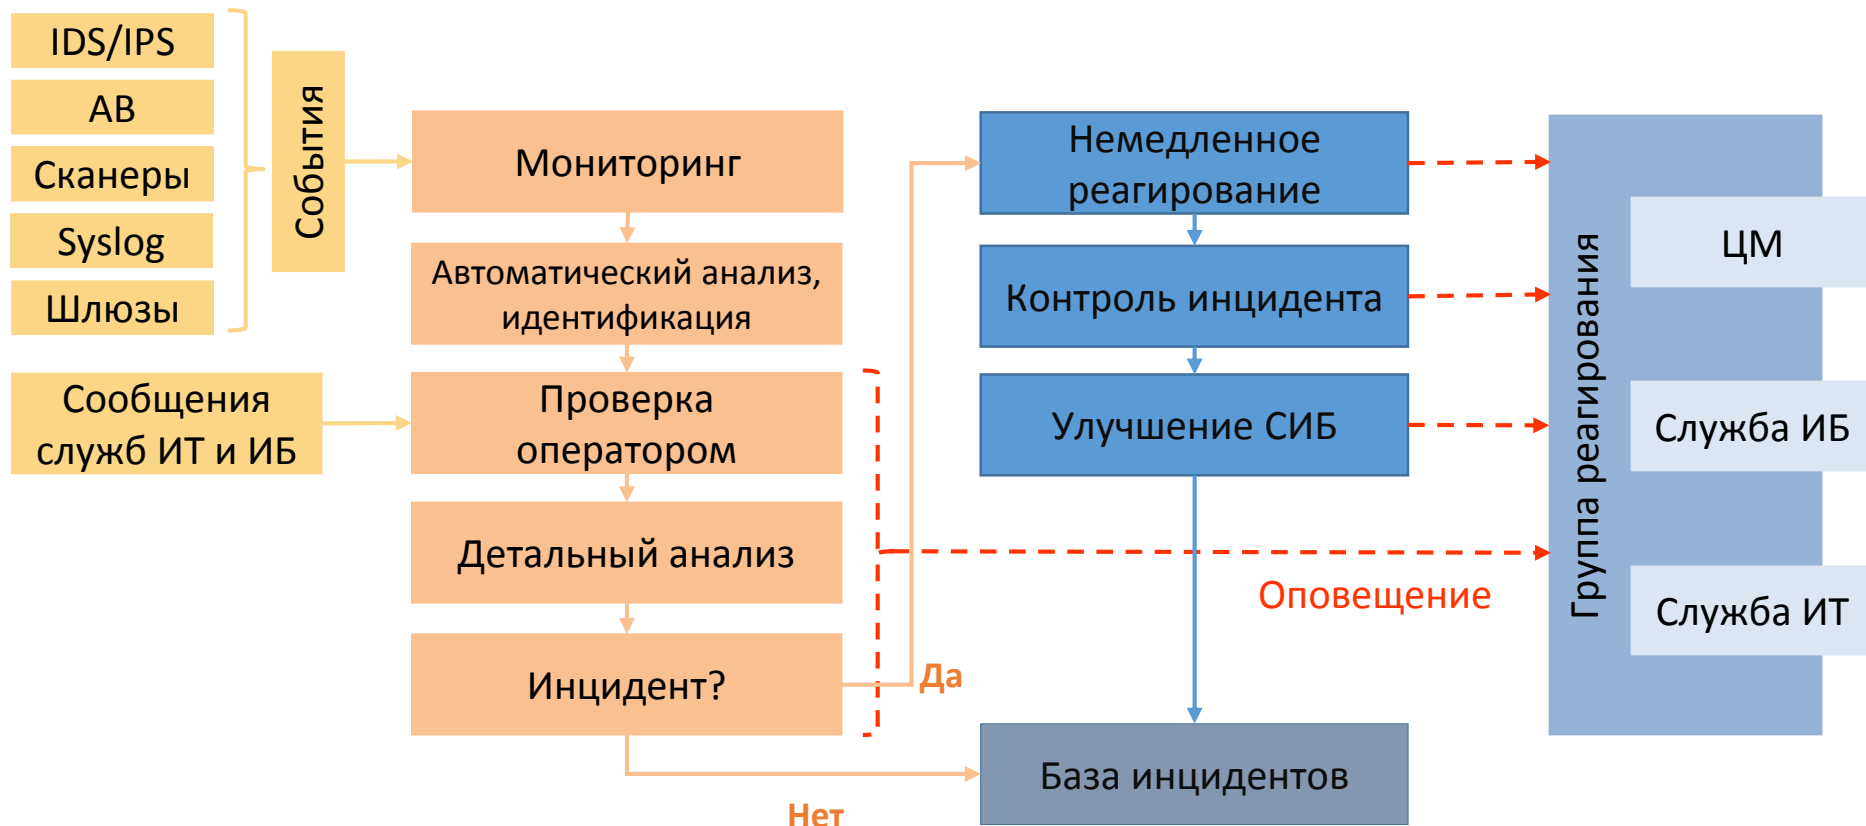 IDS/IPS
АВ
Сканеры
Syslog
Шлюзы
События
Сообщения
служб ИТ и ИБ
Мониторинг
Автоматический анализ,
идентификация
Проверка
оператором
Детальный анализ
Инцидент?
Да
Нет
Немедленное
реагирование
Контроль инцидента
Улучшение СИБ
База инцидентов
Оповещение
Группа реагирования
ЦМ
Служба ИБ
Служба ИТ